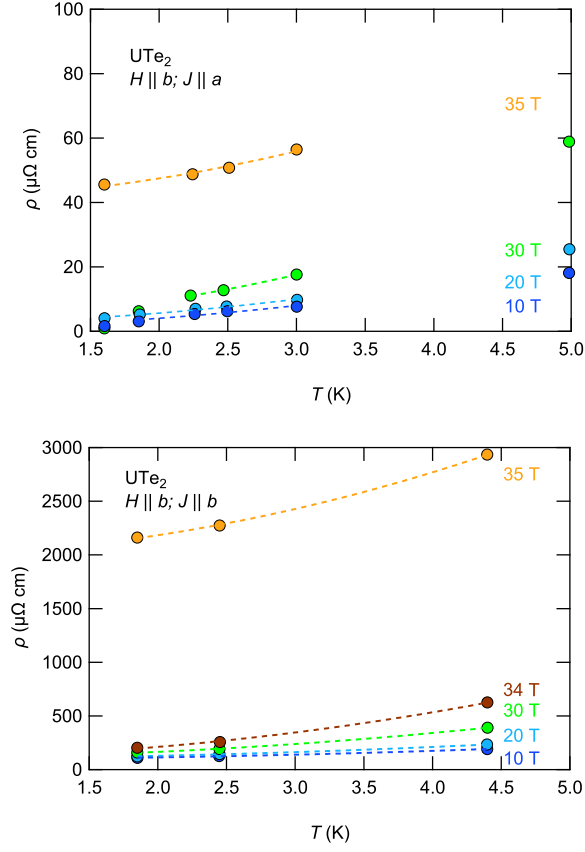 100
80
60
40
20
0
ρ (µΩ cm)
UTe₂
H || b; J || a
35 T
30 T
20 T
10 T
1.5 2.0 2.5 3.0 3.5 4.0 4.5 5.0
T (K)
3000
2500
2000
1500
1000
500
0
ρ (µΩ cm)
UTe₂
H || b; J || b
35 T
34 T
30 T
20 T
10 T
1.5 2.0 2.5 3.0 3.5 4.0 4.5 5.0
T (K)